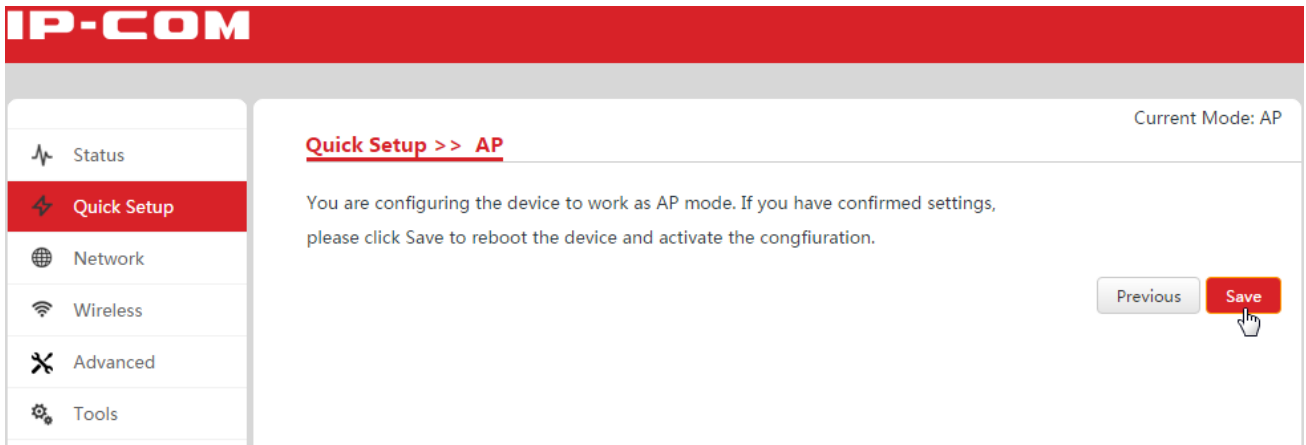 IP-COM
Current Mode: AP
Status
Quick Setup
Network
Wireless
Advanced
Tools
Quick Setup >> AP
You are configuring the device to work as AP mode. If you have confirmed settings,
please click Save to reboot the device and activate the congfiuration.
Previous
Save